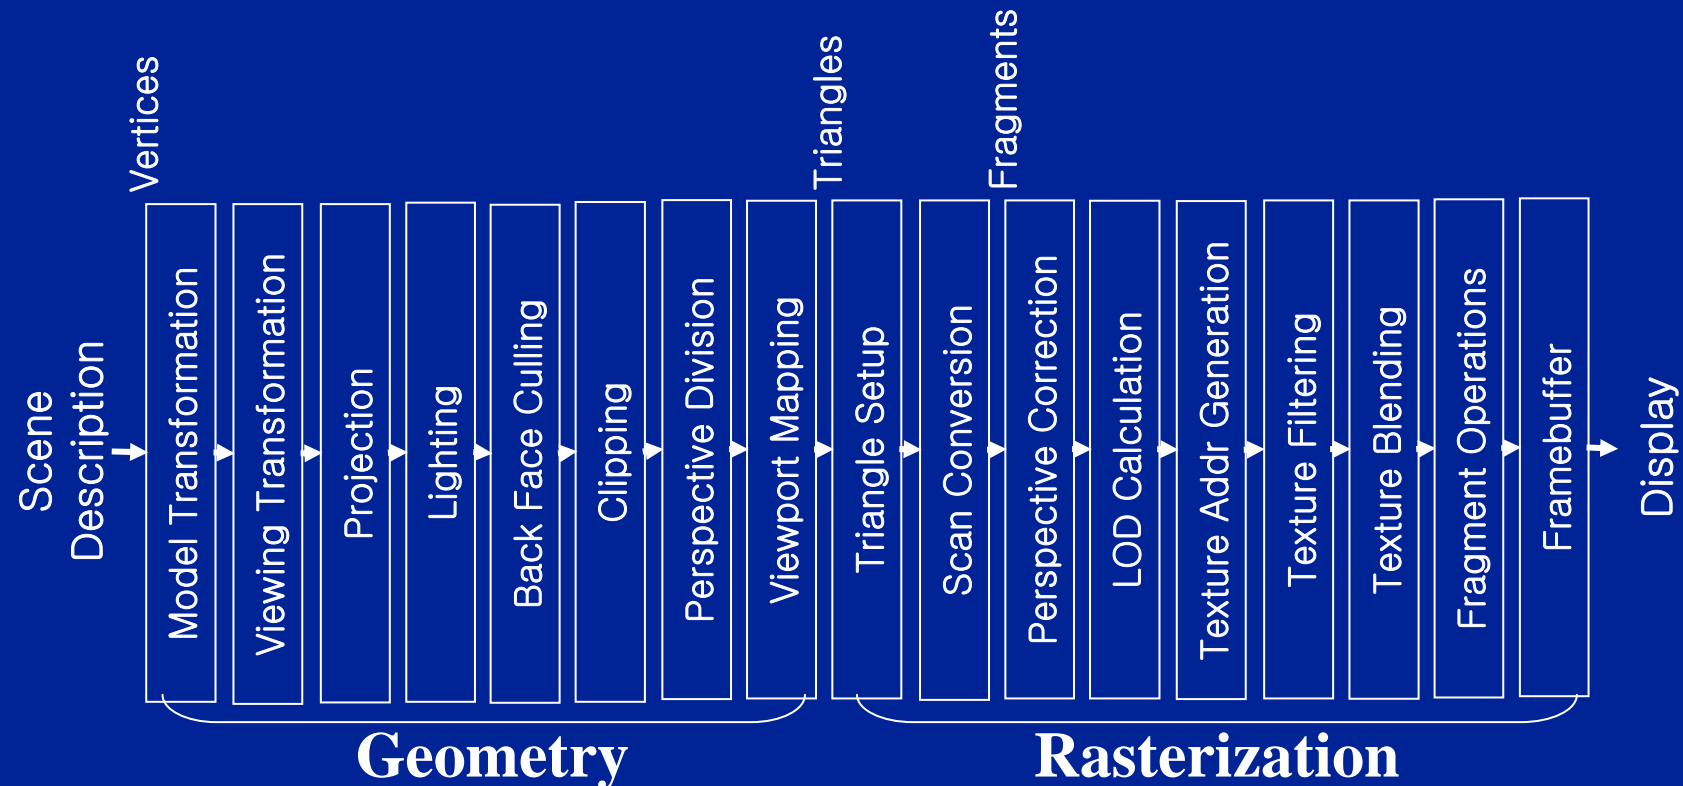 Vertices
Triangles
Fragments
Scene
Description
Model Transformation
Viewing Transformation
Projection
Lighting
Back Face Culling
Clipping
Perspective Division
Viewport Mapping
Triangle Setup
Scan Conversion
Perspective Correction
LOD Calculation
Texture Addr Generation
Texture Filtering
Texture Blending
Fragment Operations
Framebuffer
Display
Geometry
Rasterization